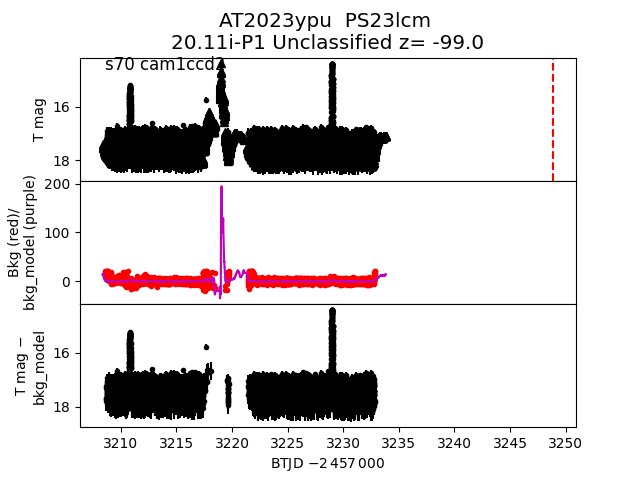 AT2023ypu  PS23lcm
20.11i-P1 Unclassified z= -99.0
s70 cam1ccd2
T mag
16
18
Bkg (red)/
bkg_model (purple)
200
100
0
T mag −
bkg_model
16
18
3210 3215 3220 3225 3230 3235 3240 3245 3250
BTJD −2 457 000